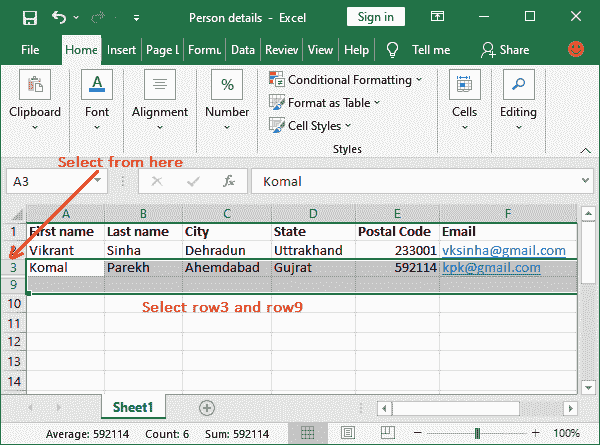 Person details - Excel
Sign in
File Home Insert Page L Formu Data Review View Help Tell me Share
Clipboard Font Alignment Number Conditional Formatting Format as Table Cell Styles Cells Editing
Styles
Select from here
A3 fx Komal
A B C D E F
1 First name Last name City State Postal Code Email
2 Vikrant Sinha Dehradun Uttrakhand 233001 vksinha@gmail.com
3 Komal Parekh Ahemdabad Gujrat 592114 kpk@gmail.com
9
10 Select row3 and row9
11
12
13
14
Sheet1
Average: 592114 Count: 6 Sum: 592114 100%